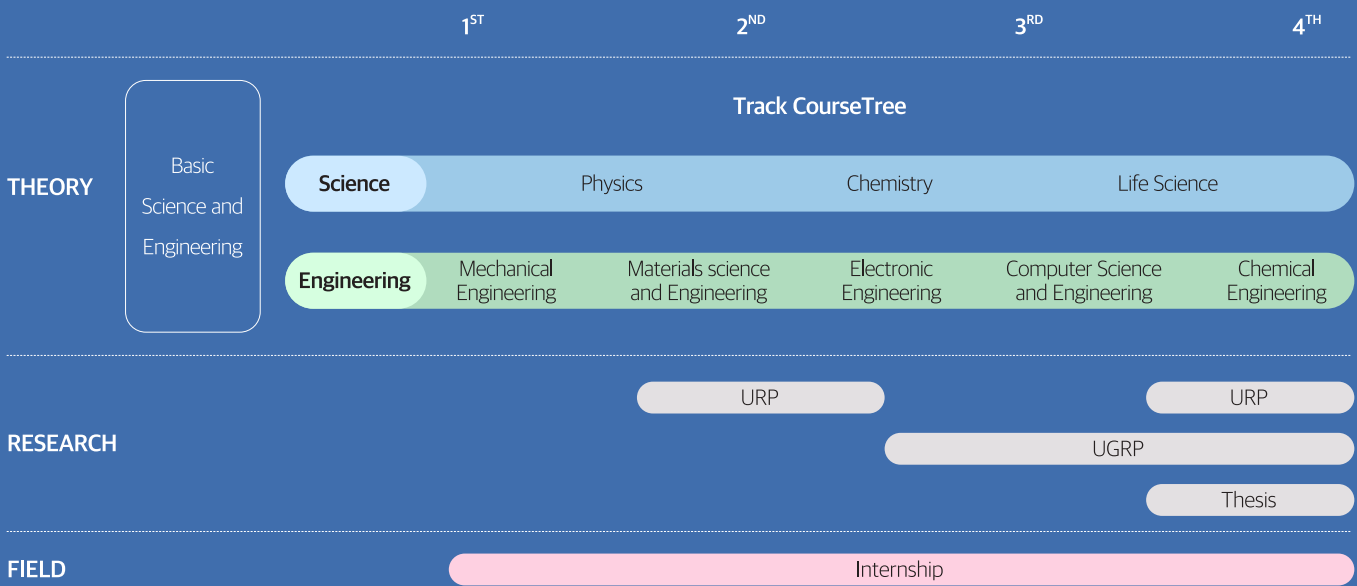 1ST 2ND 3RD 4TH
Track CourseTree
THEORY
Basic
Science and
Engineering
Science Physics Chemistry Life Science
Engineering
Mechanical
Engineering
Materials science
and Engineering
Electronic
Engineering
Computer Science
and Engineering
Chemical
Engineering
RESEARCH
URP URP
UGRP
Thesis
FIELD
Internship